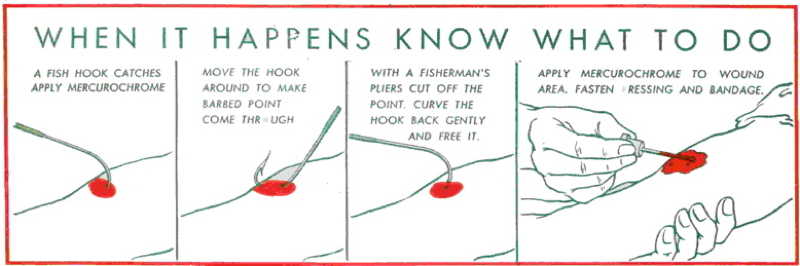 WHEN IT HAPPENS KNOW WHAT TO DO
A FISH HOOK CATCHES
APPLY MERCUROCHROME
MOVE THE HOOK
AROUND TO MAKE
BARBED POINT
COME THROUGH
WITH A FISHERMAN'S
PLIERS CUT OFF THE
POINT. CURVE THE
HOOK BACK GENTLY
AND FREE IT.
APPLY MERCUROCHROME TO WOUND
AREA. FASTEN DRESSING AND BANDAGE.